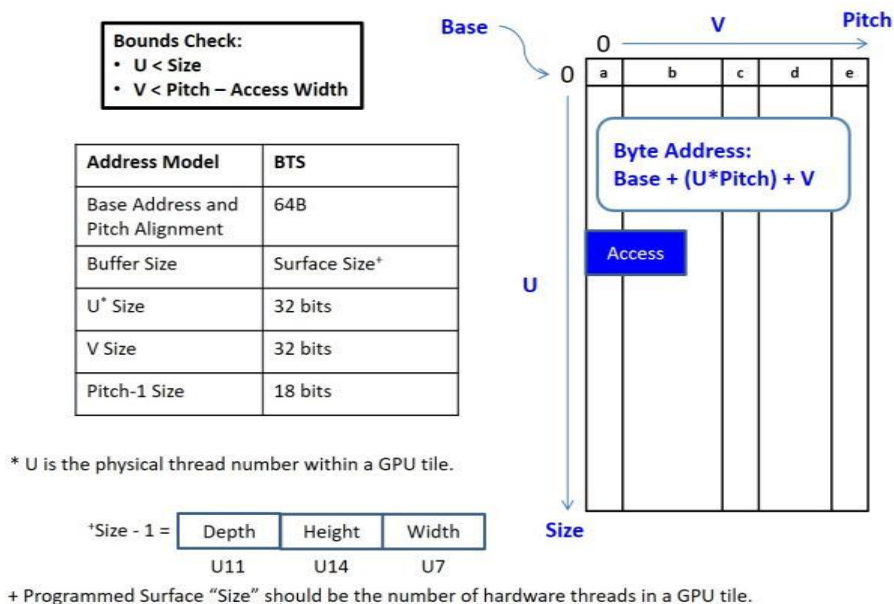 Bounds Check:
• U < Size
• V < Pitch – Access Width
Address Model BTS
Base Address and Pitch Alignment 64B
Buffer Size Surface Size+
U* Size 32 bits
V Size 32 bits
Pitch-1 Size 18 bits
* U is the physical thread number within a GPU tile.
+Size - 1 = Depth Height Width
U11 U14 U7
+ Programmed Surface “Size” should be the number of hardware threads in a GPU tile.
Base
V
Pitch
0
0
a b c d e
Byte Address:
Base + (U*Pitch) + V
Access
U
Size